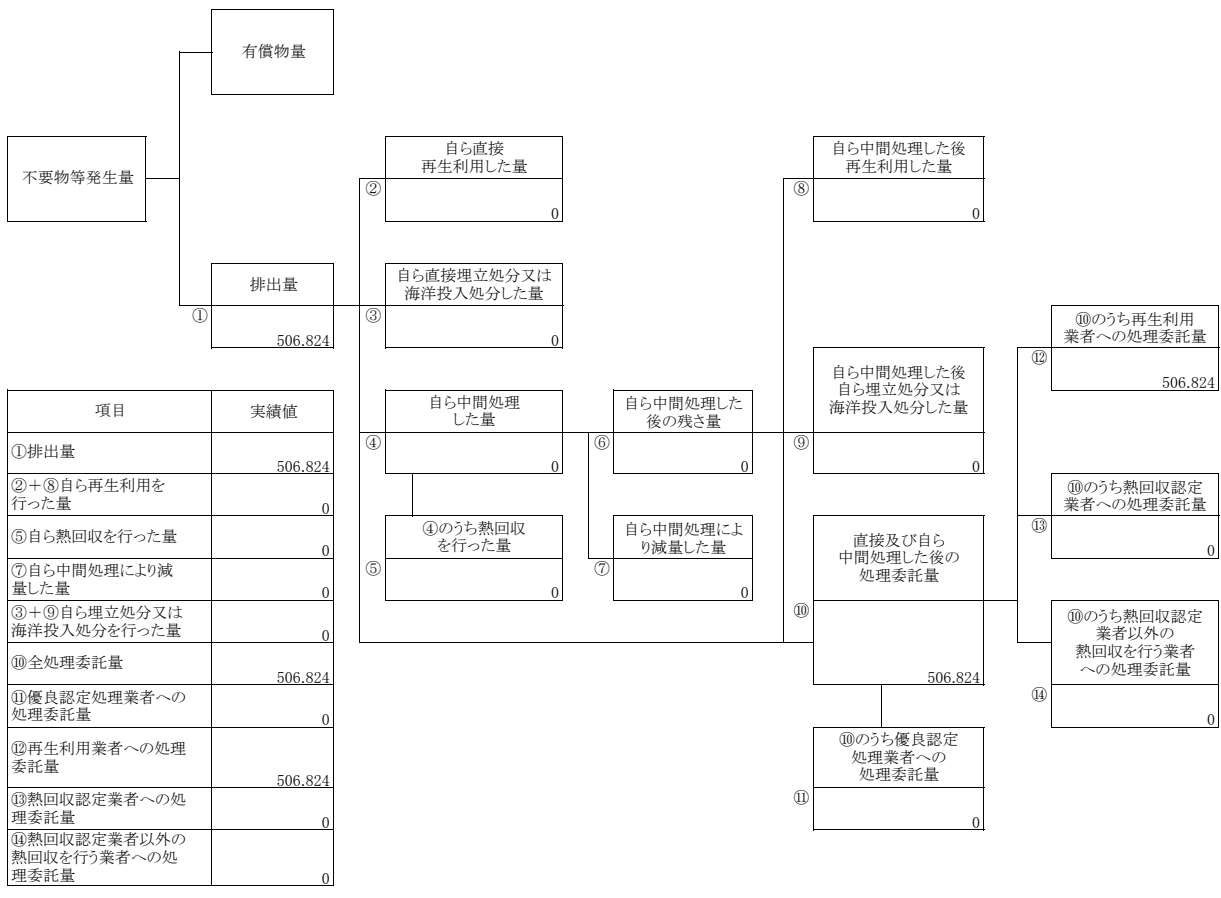 有償物量
不要物等発生量
自ら直接
再生利用した量
②
0
自ら中間処理した後
再生利用した量
⑧
0
排出量
①
506.824
自ら直接埋立処分又は
海洋投入処分した量
③
0
⑩のうち再生利用
業者への処理委託量
⑫
506.824
自ら中間処理
した量
④
0
自ら中間処理した
後の残さ量
⑥
0
自ら中間処理した後
自ら埋立処分又は
海洋投入処分した量
⑨
0
⑩のうち熱回収認定
業者への処理委託量
⑬
0
④のうち熱回収
を行った量
⑤
0
自ら中間処理によ
り減量した量
⑦
0
直接及び自ら
中間処理した後の
処理委託量
⑩
506.824
⑩のうち熱回収認定
業者以外の
熱回収を行う業者
への処理委託量
⑭
0
⑩のうち優良認定
処理業者への
処理委託量
⑪
0
項目 実績値
①排出量
506.824
②＋⑧自ら再生利用を
行った量
0
⑤自ら熱回収を行った量
0
⑦自ら中間処理により減
量した量
0
③＋⑨自ら埋立処分又は
海洋投入処分を行った量
0
⑩全処理委託量
506.824
⑪優良認定処理業者への
処理委託量
0
⑫再生利用業者への処理
委託量
506.824
⑬熱回収認定業者への処
理委託量
0
⑭熱回収認定業者以外の
熱回収を行う業者への処
理委託量
0